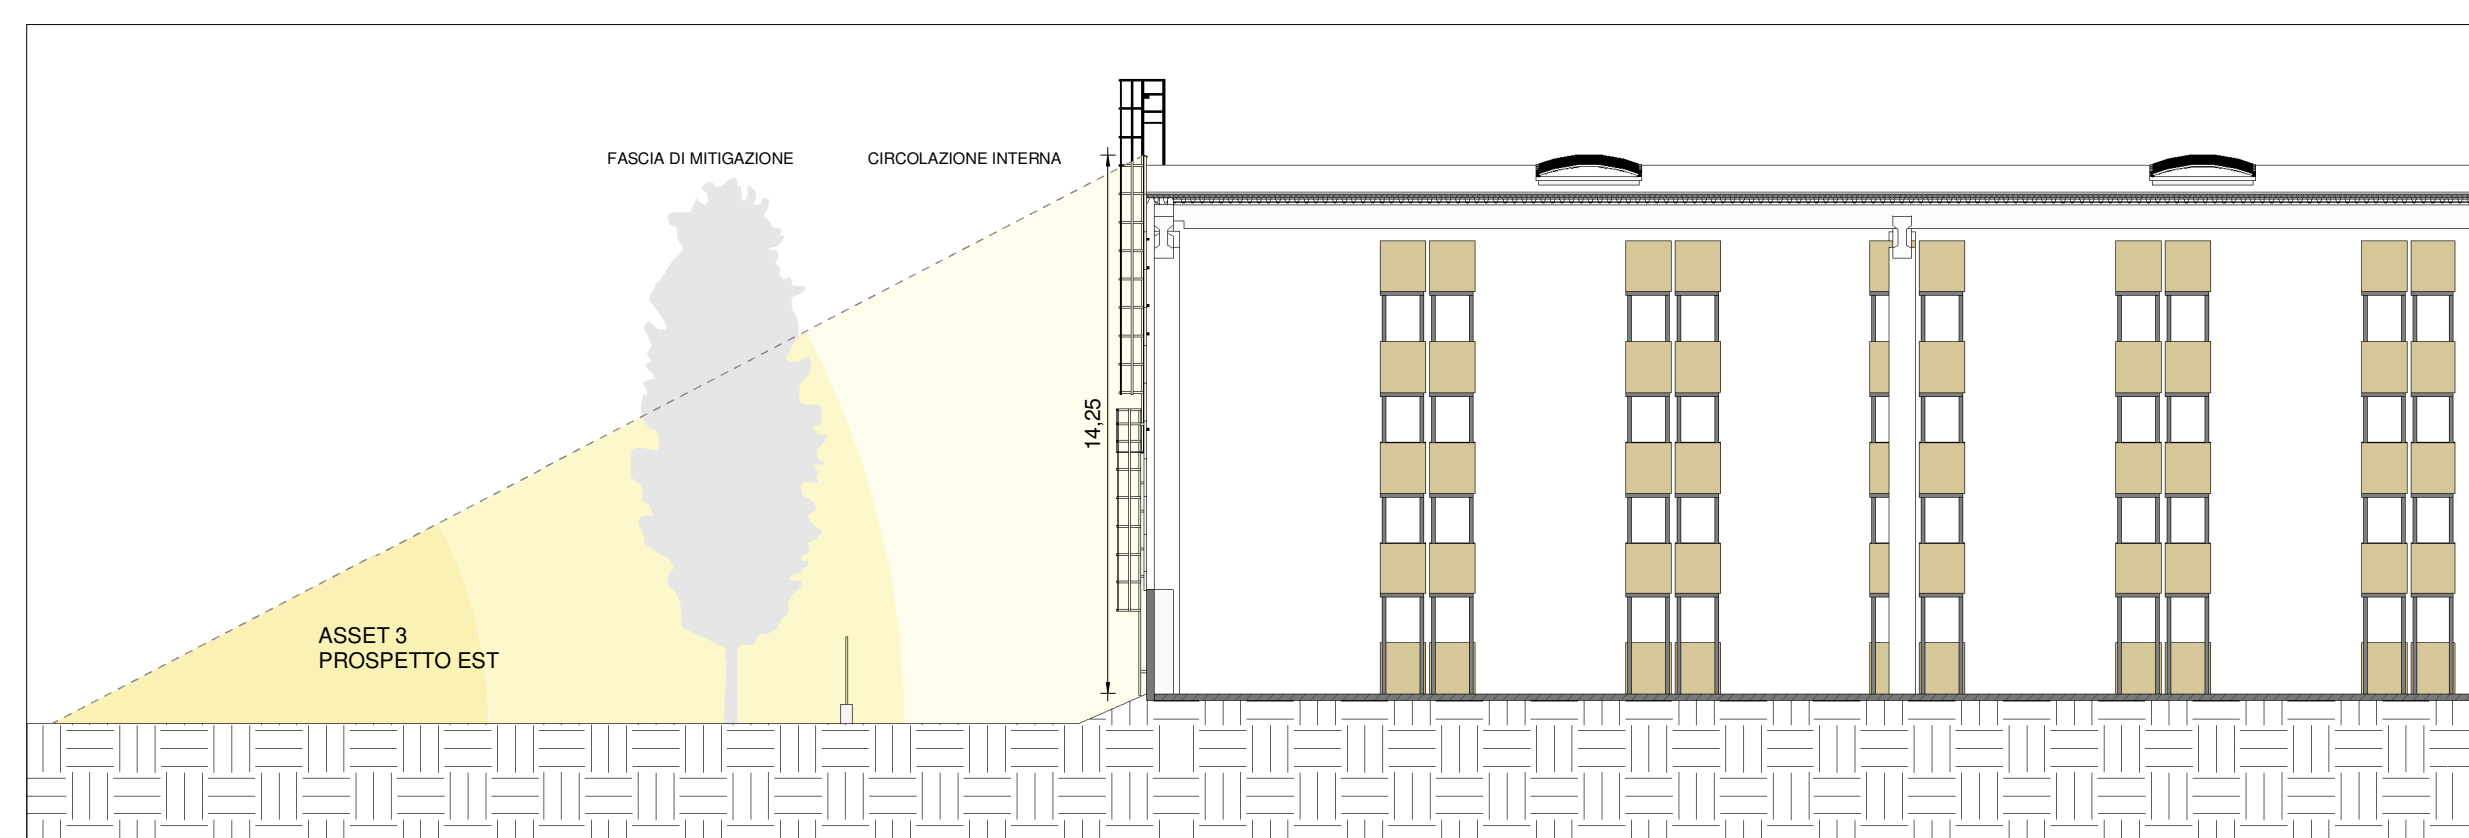 FASCIA DI MITIGAZIONE
CIRCOLAZIONE INTERNA
14,25
ASSET 3
PROSPETTO EST